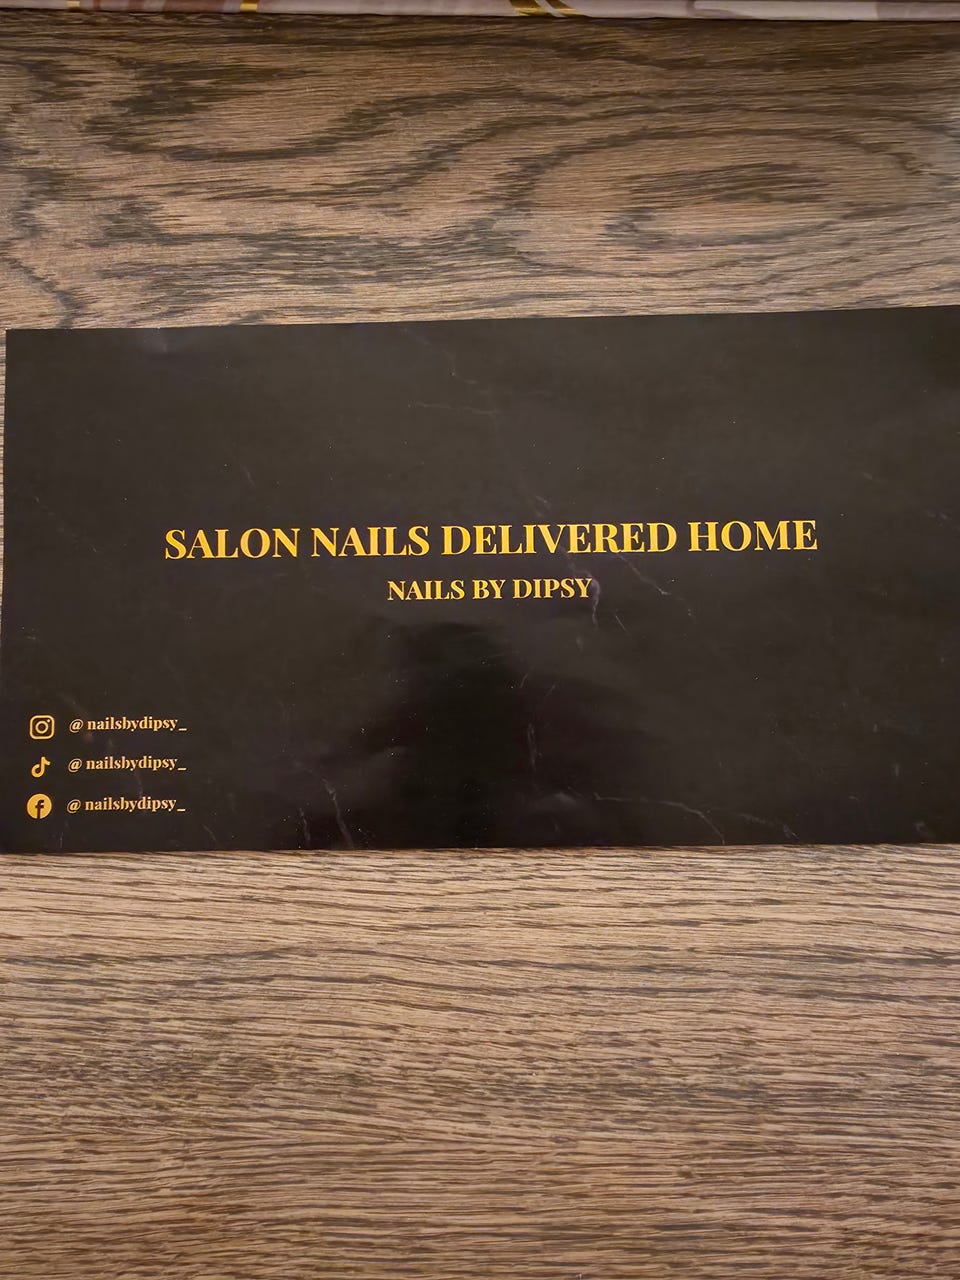 SALON NAILS DELIVERED HOME
NAILS BY DIPSY
@ nailsbydipsy_
@ nailsbydipsy_
@ nailsbydipsy_